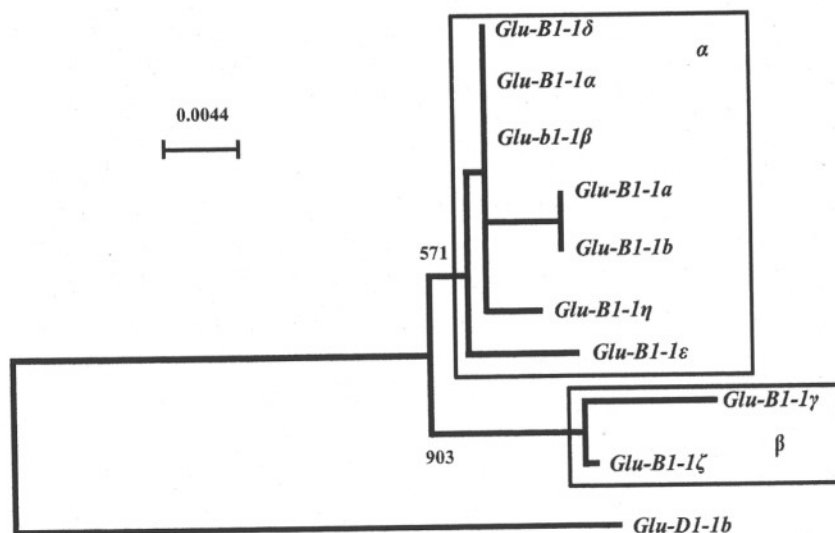 Glu-B1-1δ
α
Glu-B1-1α
0.0044
Glu-b1-1β
Glu-B1-1a
Glu-B1-1b
571
Glu-B1-1η
Glu-B1-1ε
Glu-B1-1γ
β
903
Glu-B1-1ζ
Glu-D1-1b